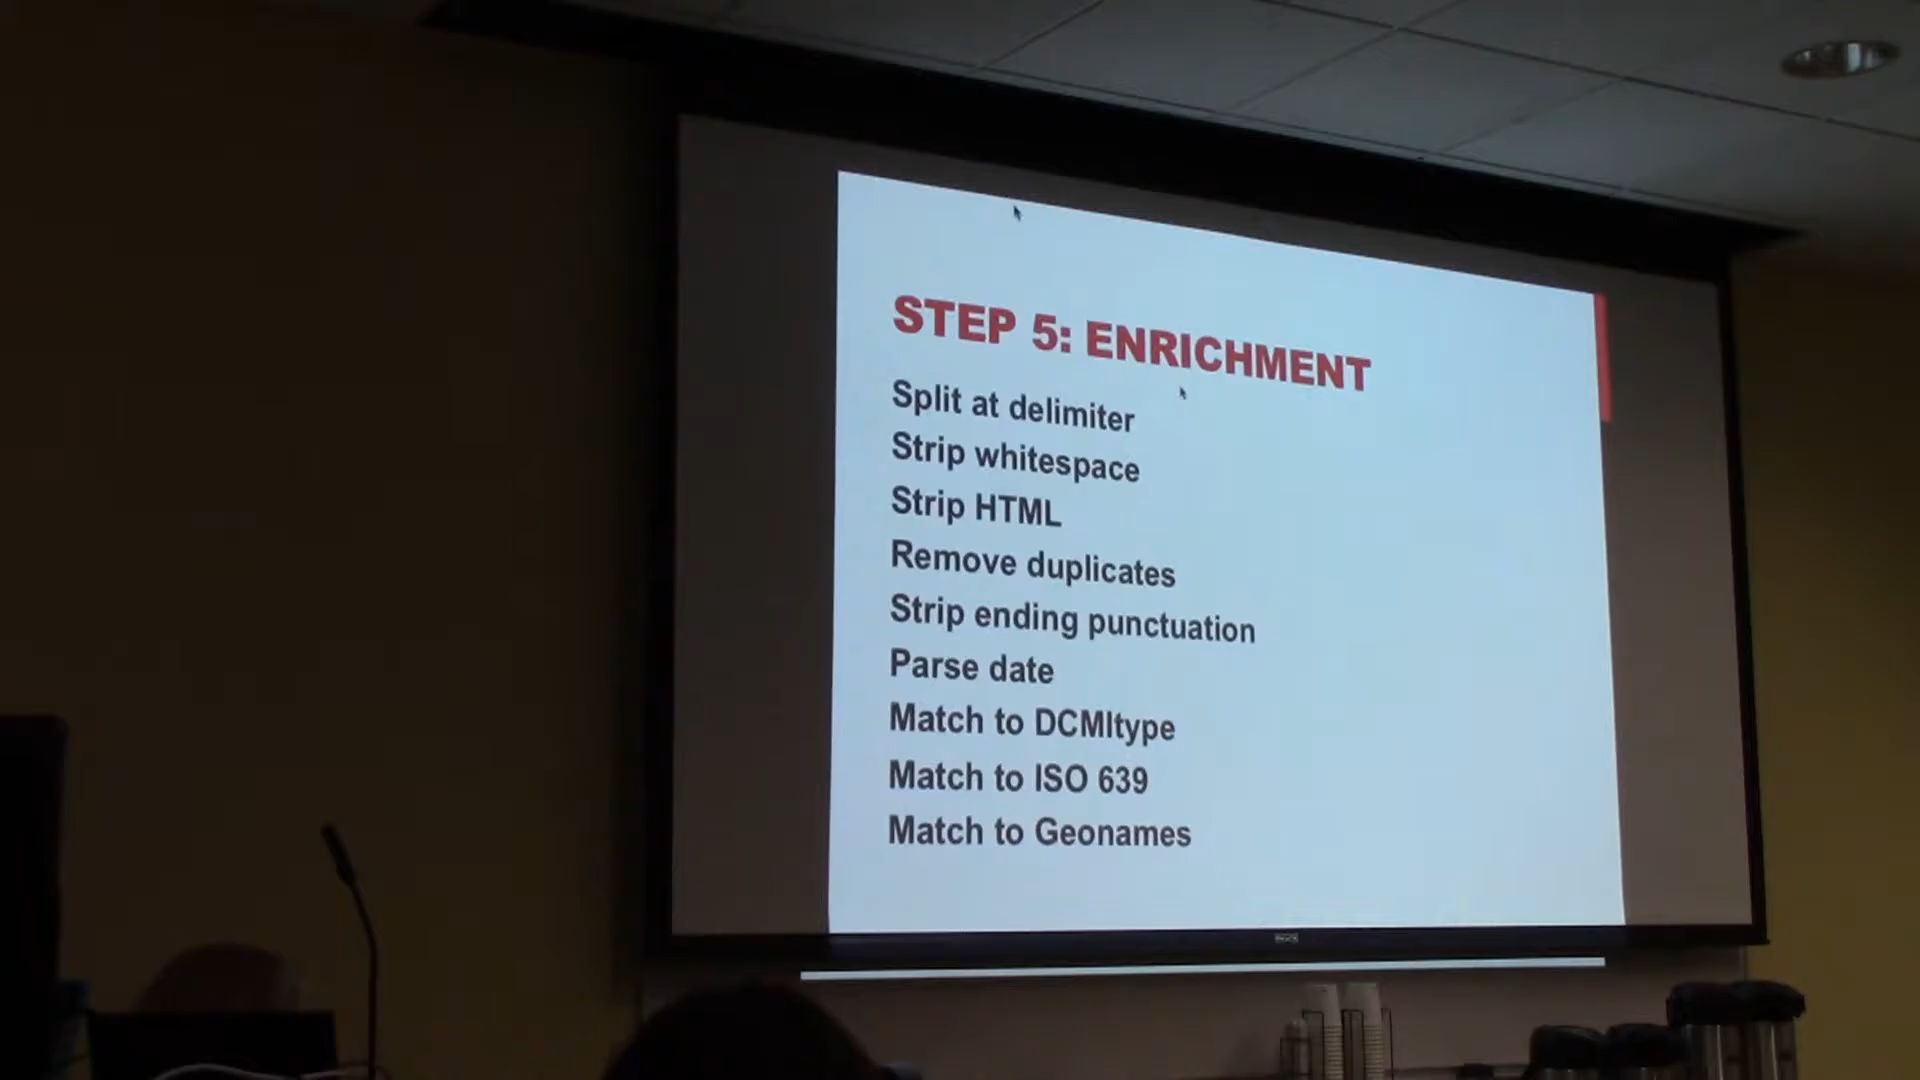 STEP 5: ENRICHMENT
Split at delimiter
Strip whitespace
Strip HTML
Remove duplicates
Strip ending punctuation
Parse date
Match to DCMItype
Match to ISO 639
Match to Geonames